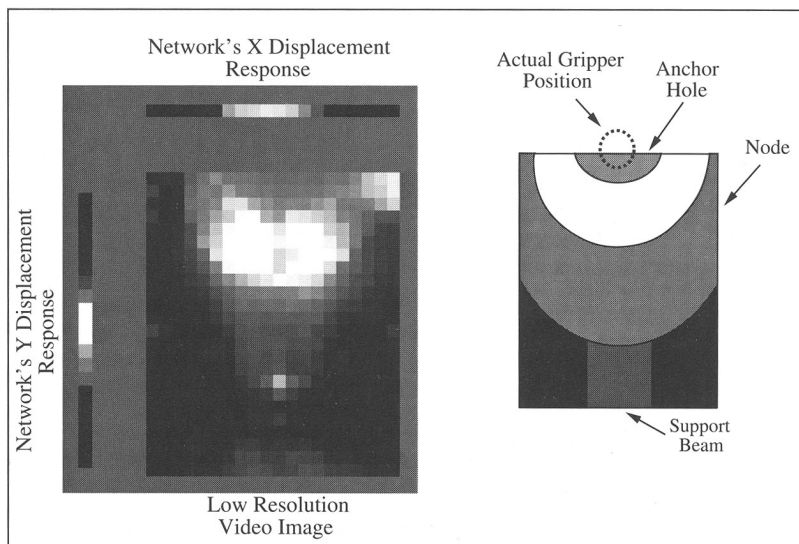 Network's X Displacement
Response
Network's Y Displacement
Response
Low Resolution
Video Image
Actual Gripper
Position
Anchor
Hole
Node
Support
Beam